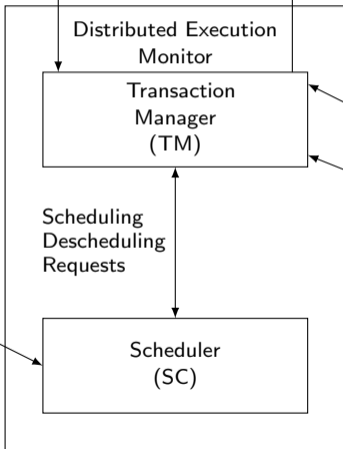 Distributed Execution
Monitor
Transaction
Manager
(TM)
Scheduling
Descheduling
Requests
Scheduler
(SC)